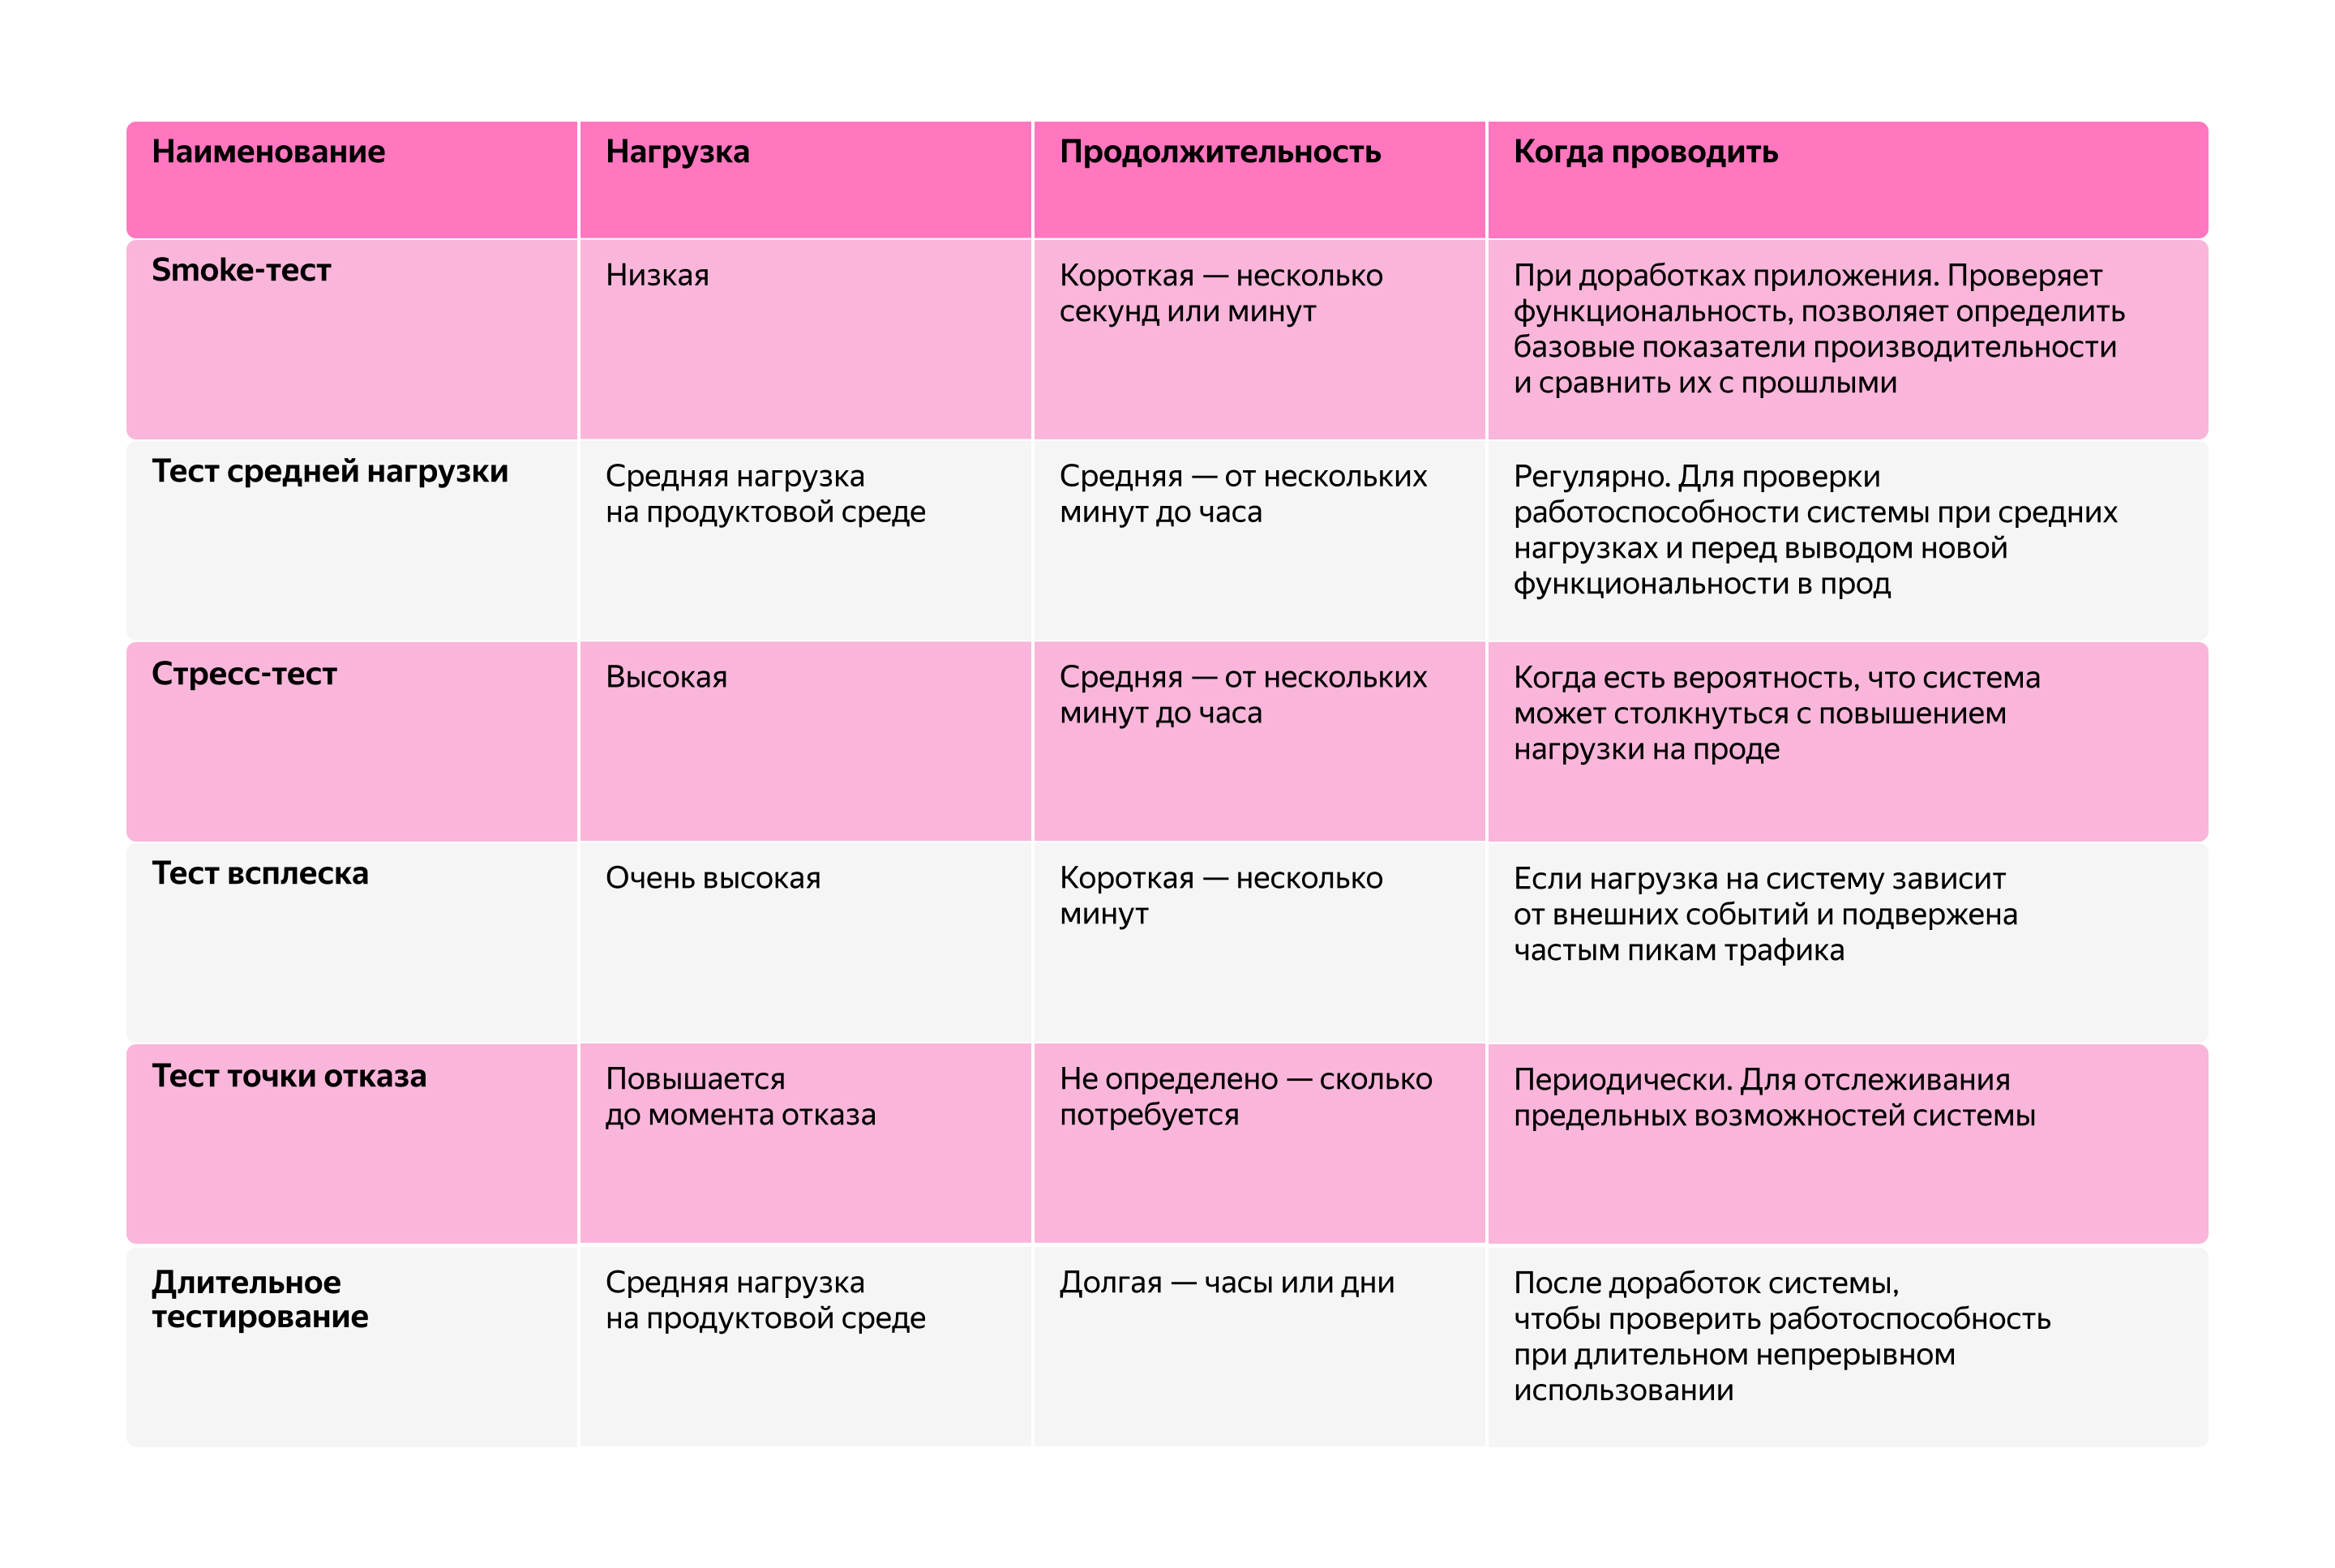 Наименование
Нагрузка
Продолжительность
Когда проводить
Smoke-тест
Низкая
Короткая — несколько
секунд или минут
При доработках приложения. Проверяет
функциональность, позволяет определить
базовые показатели производительности
и сравнить их с прошлыми
Тест средней нагрузки
Средняя нагрузка
на продуктовой среде
Средняя — от нескольких
минут до часа
Регулярно. Для проверки
работоспособности системы при средних
нагрузках и перед выводом новой
функциональности в прод
Стресс-тест
Высокая
Средняя — от нескольких
минут до часа
Когда есть вероятность, что система
может столкнуться с повышением
нагрузки на проде
Тест всплеска
Очень высокая
Короткая — несколько
минут
Если нагрузка на систему зависит
от внешних событий и подвержена
частым пикам трафика
Тест точки отказа
Повышается
до момента отказа
Не определено — сколько
потребуется
Периодически. Для отслеживания
предельных возможностей системы
Длительное
тестирование
Средняя нагрузка
на продуктовой среде
Долгая — часы или дни
После доработок системы,
чтобы проверить работоспособность
при длительном непрерывном
использовании